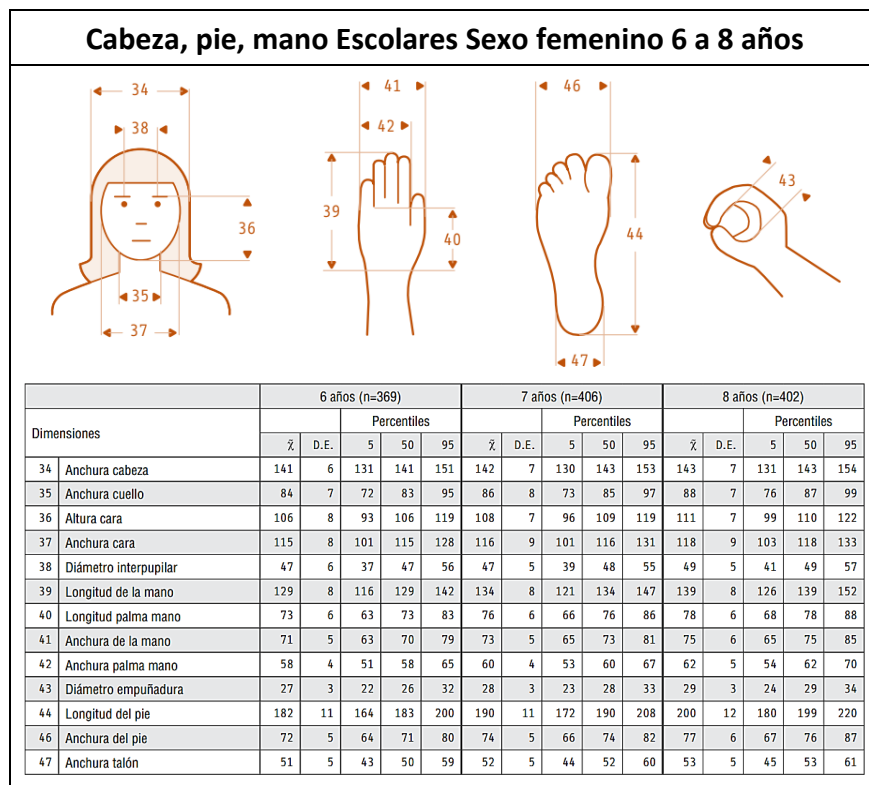 Cabeza, pie, mano Escolares Sexo femenino 6 a 8 años
34
38
36
35
37
41
42
39
40
46
44
47
43
6 años (n=369) 7 años (n=406) 8 años (n=402)
Dimensiones Percentiles Percentiles Percentiles
x̄ D.E. 5 50 95 x̄ D.E. 5 50 95 x̄ D.E. 5 50 95
34 Anchura cabeza 141 6 131 141 151 142 7 130 143 153 143 7 131 143 154
35 Anchura cuello 84 7 72 83 95 86 8 73 85 97 88 7 76 87 99
36 Altura cara 106 8 93 106 119 108 7 96 109 119 111 7 99 110 122
37 Anchura cara 115 8 101 115 128 116 9 101 116 131 118 9 103 118 133
38 Diámetro interpupilar 47 6 37 47 56 47 5 39 48 55 49 5 41 49 57
39 Longitud de la mano 129 8 116 129 142 134 8 121 134 147 139 8 126 139 152
40 Longitud palma mano 73 6 63 73 83 76 6 66 76 86 78 6 68 78 88
41 Anchura de la mano 71 5 63 70 79 73 5 65 73 81 75 6 65 75 85
42 Anchura palma mano 58 4 51 58 65 60 4 53 60 67 62 5 54 62 70
43 Diámetro empuñadura 27 3 22 26 32 28 3 23 28 33 29 3 24 29 34
44 Longitud del pie 182 11 164 183 200 190 11 172 190 208 200 12 180 199 220
46 Anchura del pie 72 5 64 71 80 74 5 66 74 82 77 6 67 76 87
47 Anchura talón 51 5 43 50 59 52 5 44 52 60 53 5 45 53 61